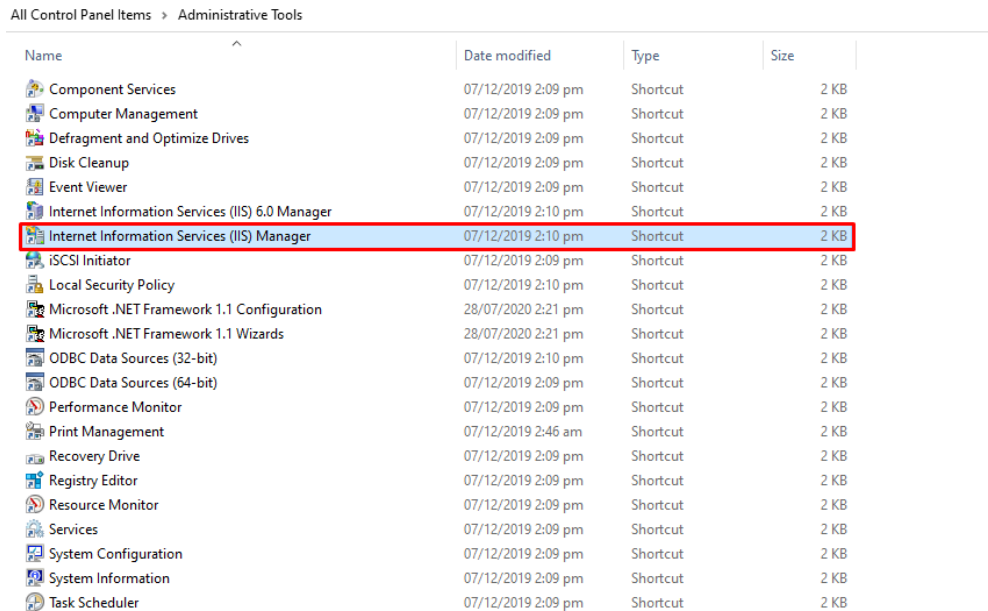 All Control Panel Items > Administrative Tools
Name Date modified Type Size
Component Services 07/12/2019 2:09 pm Shortcut 2 KB
Computer Management 07/12/2019 2:09 pm Shortcut 2 KB
Defragment and Optimize Drives 07/12/2019 2:09 pm Shortcut 2 KB
Disk Cleanup 07/12/2019 2:09 pm Shortcut 2 KB
Event Viewer 07/12/2019 2:09 pm Shortcut 2 KB
Internet Information Services (IIS) 6.0 Manager 07/12/2019 2:10 pm Shortcut 2 KB
Internet Information Services (IIS) Manager 07/12/2019 2:10 pm Shortcut 2 KB
iSCSI Initiator 07/12/2019 2:09 pm Shortcut 2 KB
Local Security Policy 07/12/2019 2:10 pm Shortcut 2 KB
Microsoft .NET Framework 1.1 Configuration 28/07/2020 2:21 pm Shortcut 2 KB
Microsoft .NET Framework 1.1 Wizards 28/07/2020 2:21 pm Shortcut 2 KB
ODBC Data Sources (32-bit) 07/12/2019 2:10 pm Shortcut 2 KB
ODBC Data Sources (64-bit) 07/12/2019 2:09 pm Shortcut 2 KB
Performance Monitor 07/12/2019 2:09 pm Shortcut 2 KB
Print Management 07/12/2019 2:46 am Shortcut 2 KB
Recovery Drive 07/12/2019 2:09 pm Shortcut 2 KB
Registry Editor 07/12/2019 2:09 pm Shortcut 2 KB
Resource Monitor 07/12/2019 2:09 pm Shortcut 2 KB
Services 07/12/2019 2:09 pm Shortcut 2 KB
System Configuration 07/12/2019 2:09 pm Shortcut 2 KB
System Information 07/12/2019 2:09 pm Shortcut 2 KB
Task Scheduler 07/12/2019 2:09 pm Shortcut 2 KB